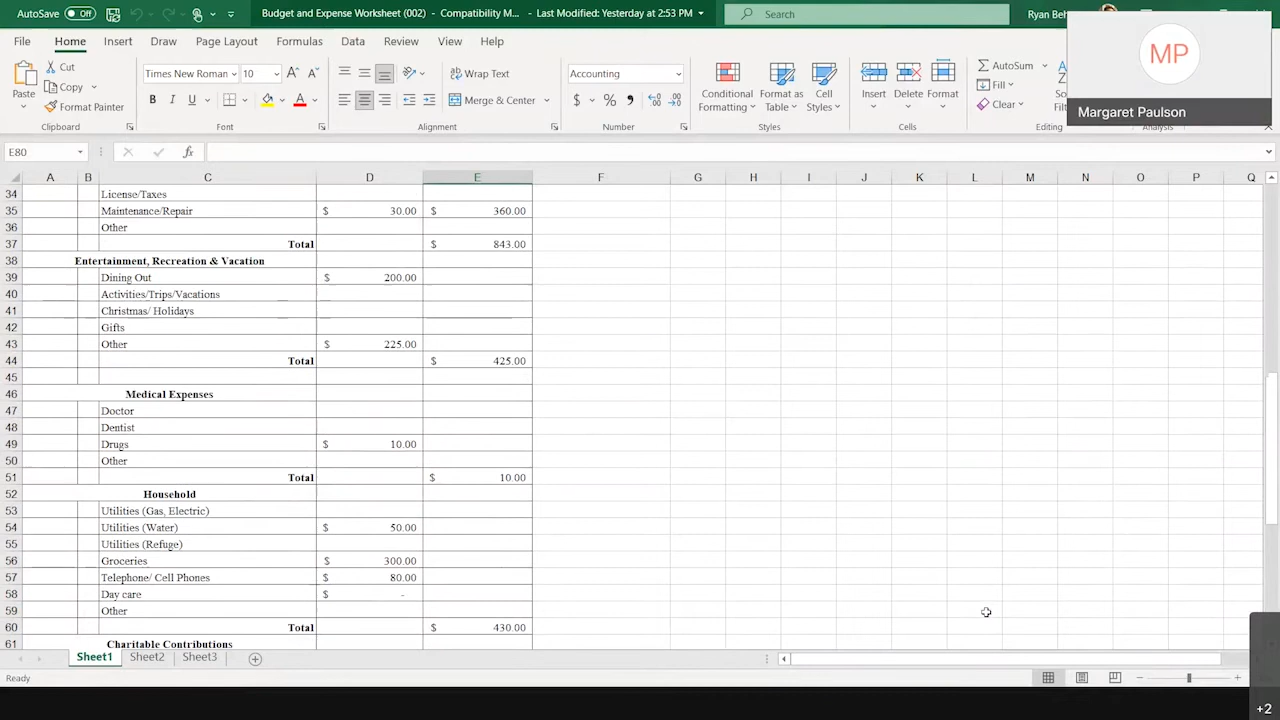 AutoSave Off Budget and Expense Worksheet (002) - Compatibility M... - Last Modified: Yesterday at 2:53 PM Search Ryan Beh
File Home Insert Draw Page Layout Formulas Data Review View Help
MP
Margaret Paulson
Paste Cut Copy Format Painter
Times New Roman 10 B I U A A
Wrap Text Merge & Center
Accounting $ % ,
Conditional Formatting Format as Table Cell Styles
Insert Delete Format
AutoSum Fill Clear
Clipboard Font Alignment Number Styles Cells Editing Analysis
E80 fx
A B C D E F G H I J K L M N O P Q
34 License/Taxes
35 Maintenance/Repair $ 30.00 $ 360.00
36 Other
37 Total $ 843.00
38 Entertainment, Recreation & Vacation
39 Dining Out $ 200.00
40 Activities/Trips/Vacations
41 Christmas/ Holidays
42 Gifts
43 Other $ 225.00
44 Total $ 425.00
45
46 Medical Expenses
47 Doctor
48 Dentist
49 Drugs $ 10.00
50 Other
51 Total $ 10.00
52 Household
53 Utilities (Gas, Electric)
54 Utilities (Water) $ 50.00
55 Utilities (Refuge)
56 Groceries $ 300.00
57 Telephone/ Cell Phones $ 80.00
58 Day care $ -
59 Other
60 Total $ 430.00
61 Charitable Contributions
Sheet1 Sheet2 Sheet3
Ready
+2